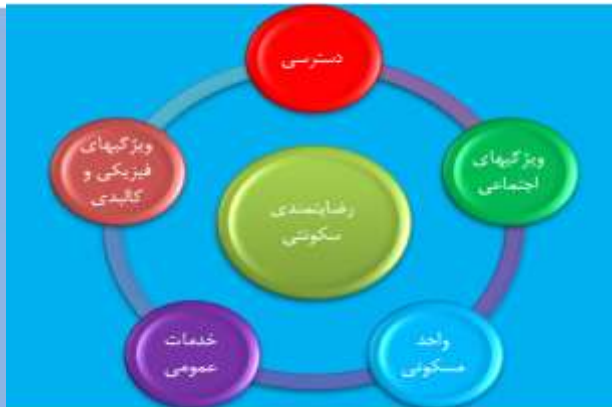 دسترسی
ویژگیهای
اجتماعی
واحد
مسکونی
خدمات
عمومی
ویژگیهای
فیزیکی و
کالبدی
رضایتمندی
سکونتی